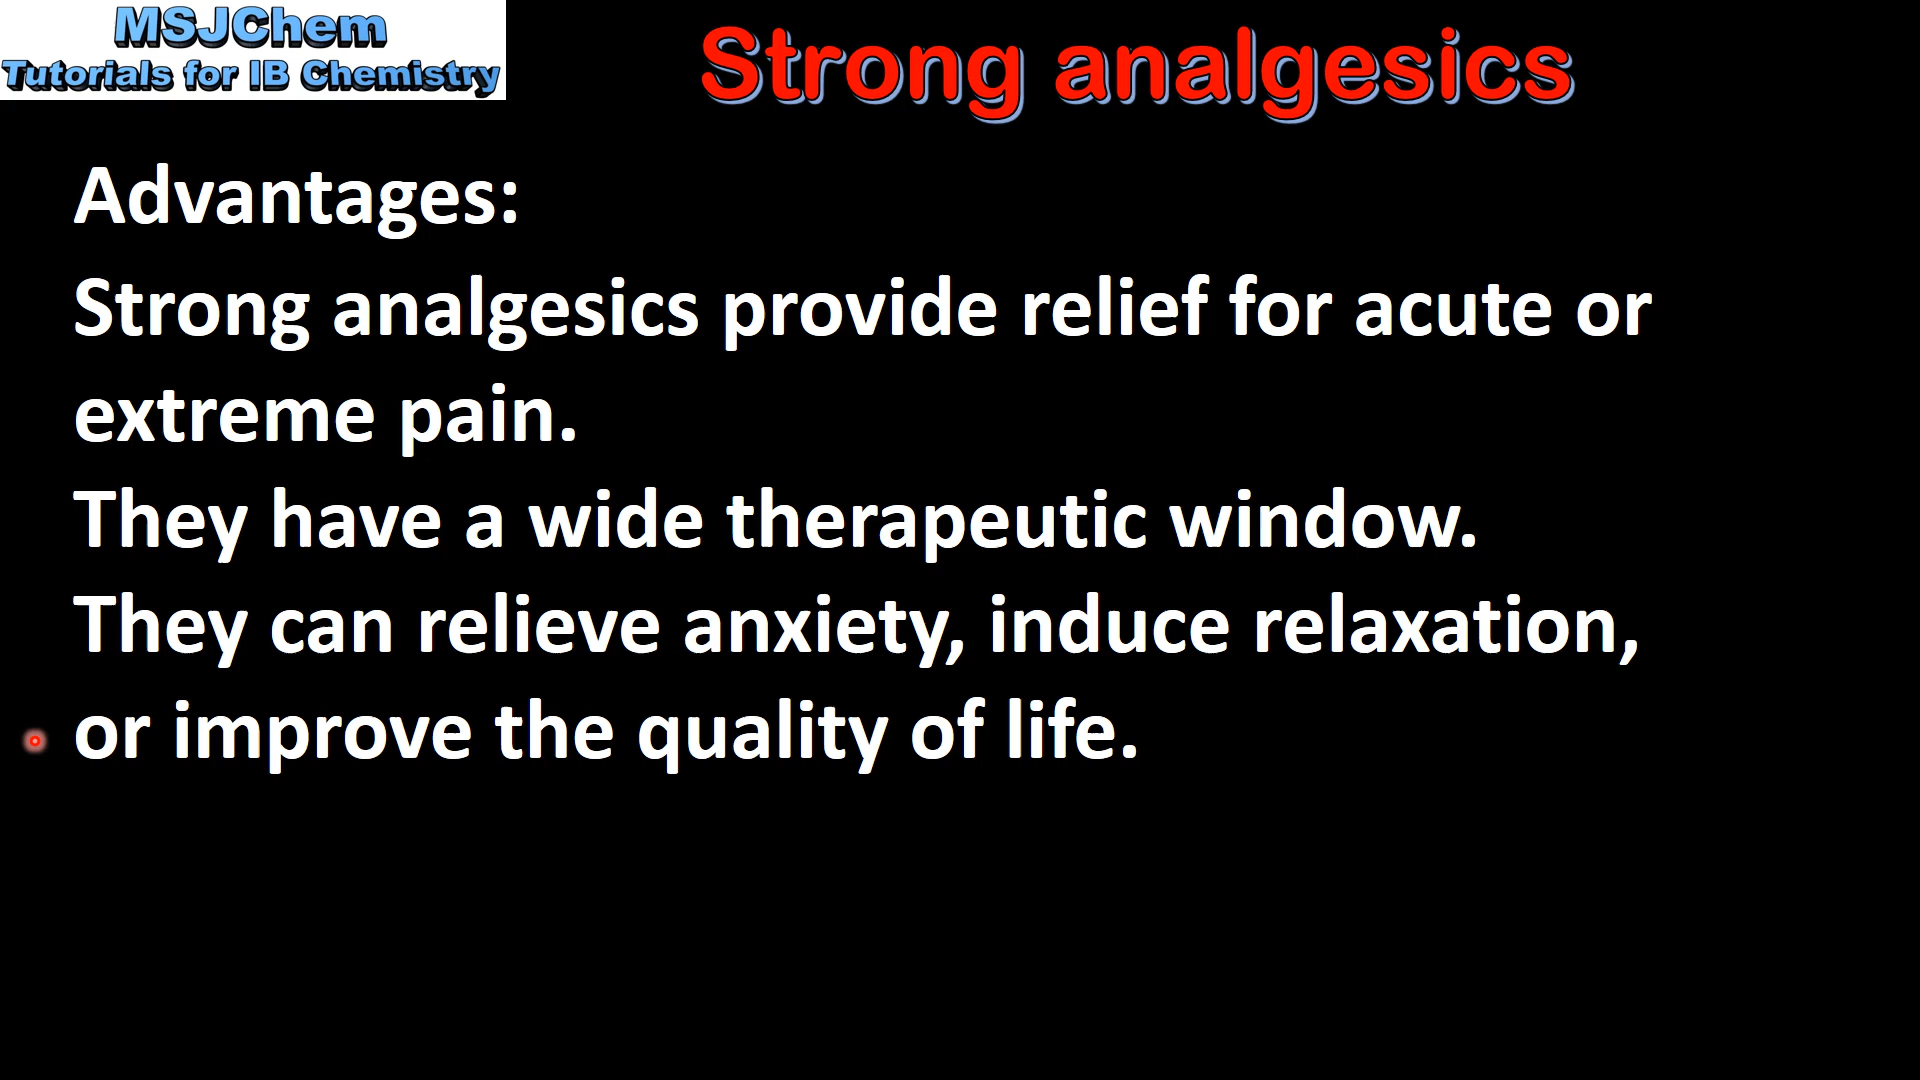 MSJChem
Tutorials for IB Chemistry
Strong analgesics
Advantages:
Strong analgesics provide relief for acute or
extreme pain.
They have a wide therapeutic window.
They can relieve anxiety, induce relaxation,
or improve the quality of life.